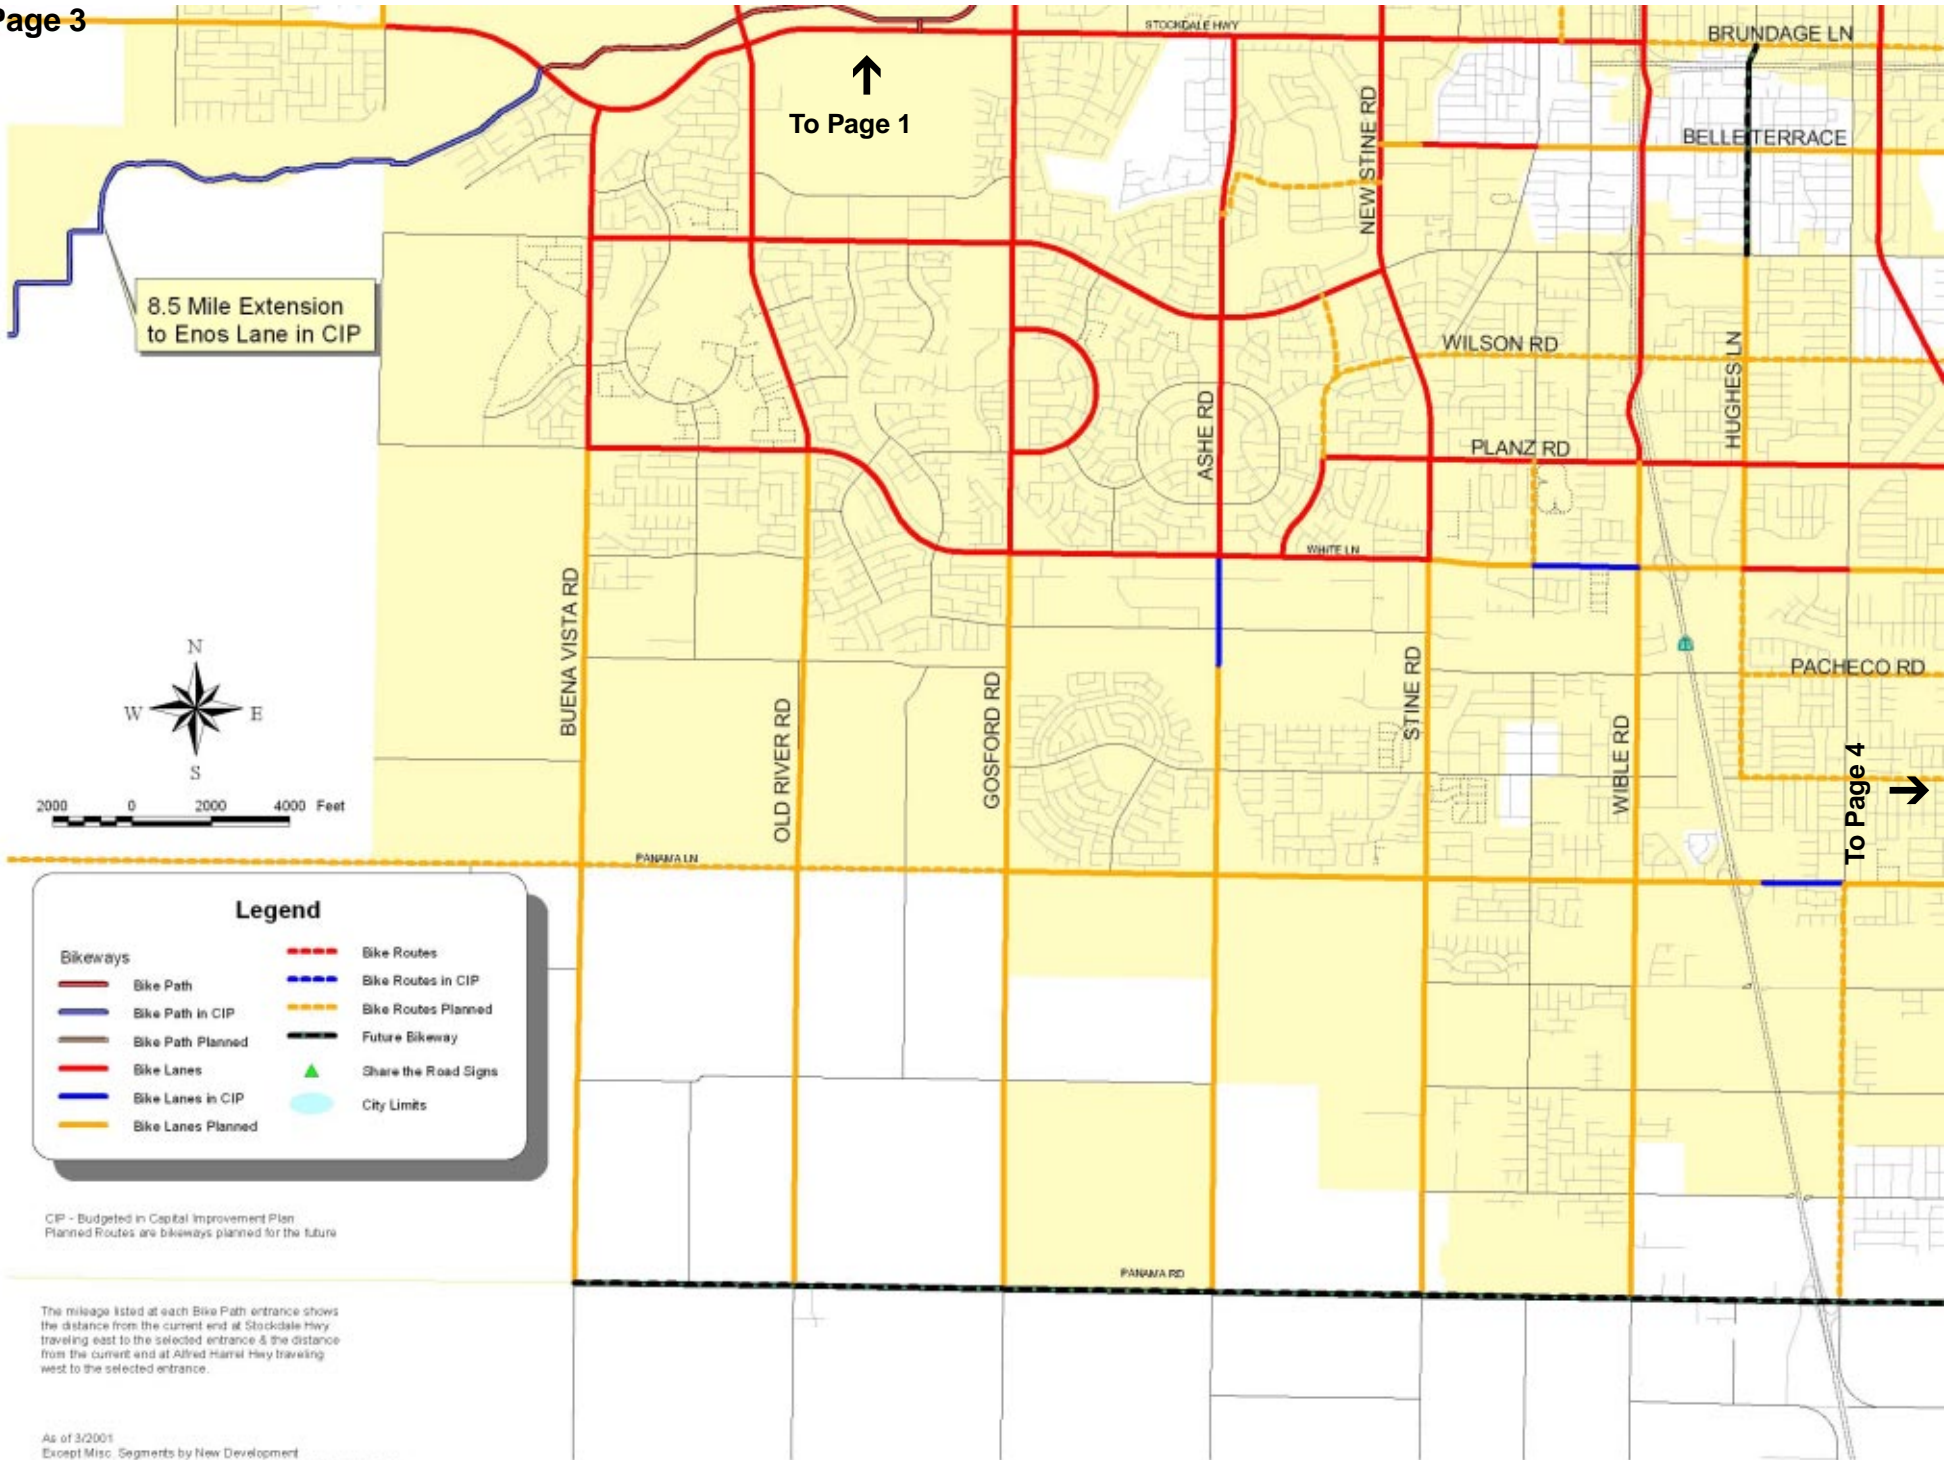 Page 3
STOCKDALE HWY
BRUNDAGE LN
To Page 1
NEW STINE RD
BELLE TERRACE
8.5 Mile Extension
to Enos Lane in CIP
WILSON RD
HUGHES LN
ASHE RD
PLANZ RD
WHITE LN
BUENA VISTA RD
OLD RIVER RD
GOSFORD RD
STINE RD
WIBLE RD
PACHECO RD
To Page 4
N
W E
S
2000 0 2000 4000 Feet
PANAMA LN
Legend
Bikeways
Bike Path
Bike Path in CIP
Bike Path Planned
Bike Lanes
Bike Lanes in CIP
Bike Lanes Planned
Bike Routes
Bike Routes in CIP
Bike Routes Planned
Future Bikeway
Share the Road Signs
City Limits
CIP - Budgeted in Capital Improvement Plan
Planned Routes are bikeways planned for the future
PANAMA RD
The mileage listed at each Bike Path entrance shows
the distance from the current end at Stockdale Hwy
traveling east to the selected entrance & the distance
from the current end at Alfred Harrel Hwy traveling
west to the selected entrance.
As of 3/2001
Except Misc. Segments by New Development